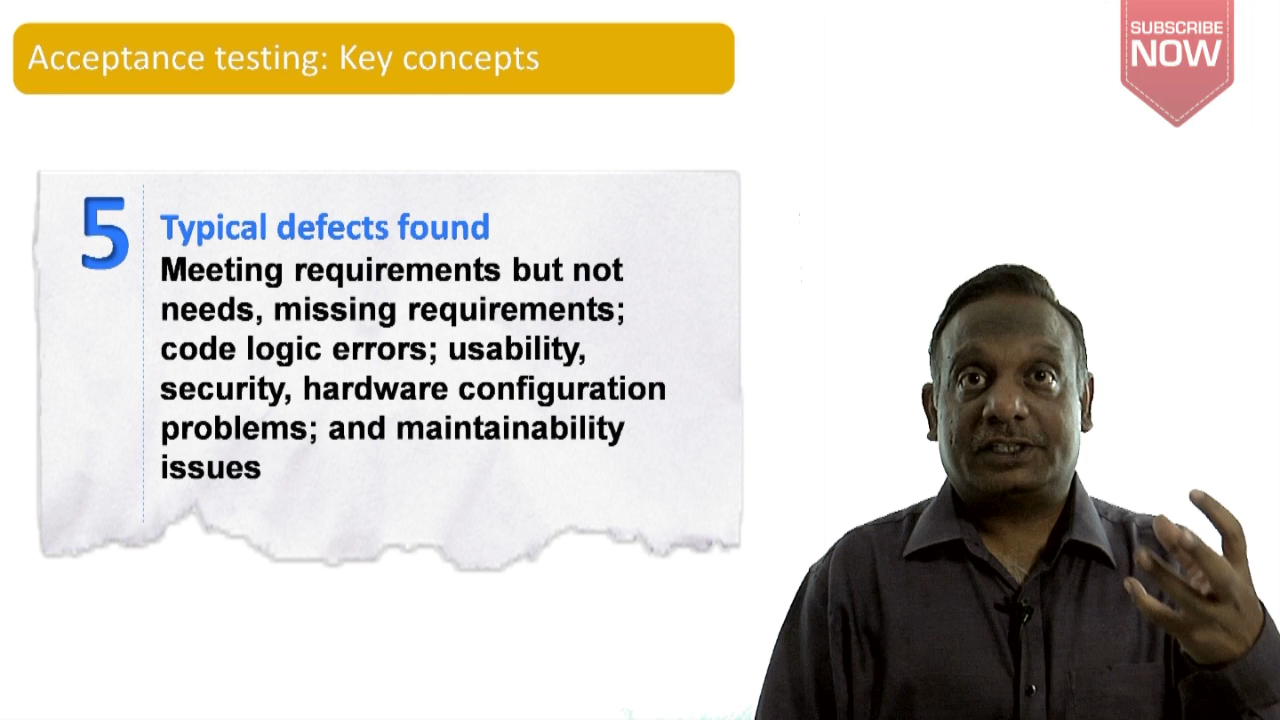 Acceptance testing: Key concepts
SUBSCRIBE
NOW
5
Typical defects found
Meeting requirements but not
needs, missing requirements;
code logic errors; usability,
security, hardware configuration
problems; and maintainability
issues